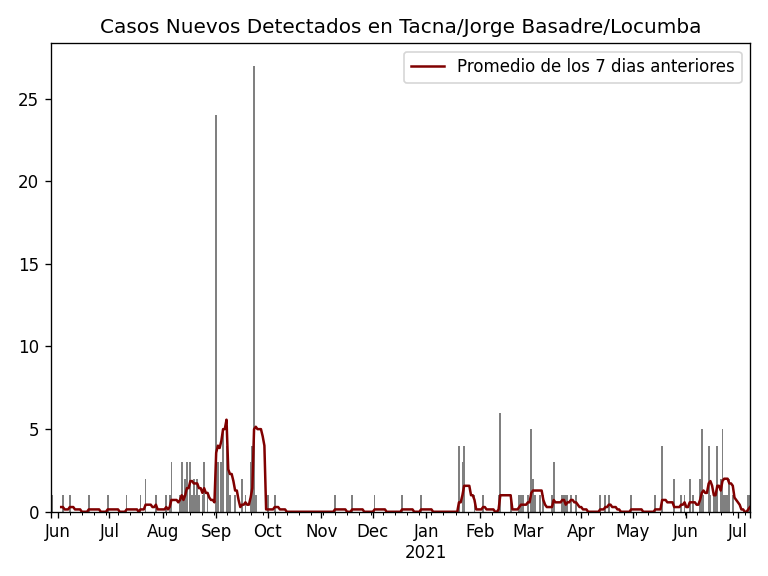 Casos Nuevos Detectados en Tacna/Jorge Basadre/Locumba
Promedio de los 7 dias anteriores
25
20
15
10
5
0
Jun Jul Aug Sep Oct Nov Dec Jan Feb Mar Apr May Jun Jul
2021